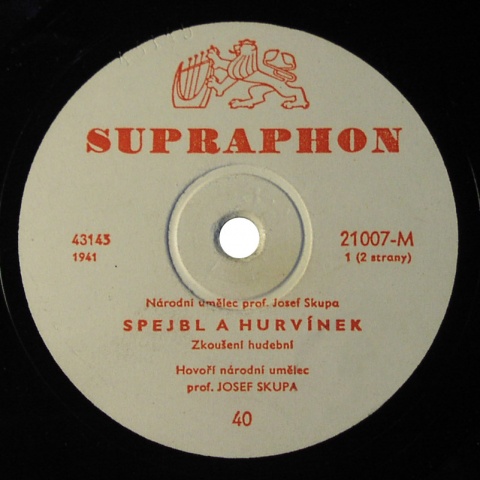 SUPRAPHON
43145 21007-M
1941 1 (2 strany)
Národní umělec prof. Josef Skupa
SPEJBL A HURVÍNEK
Zkoušení hudební
Hovoří národní umělec
prof. JOSEF SKUPA
40